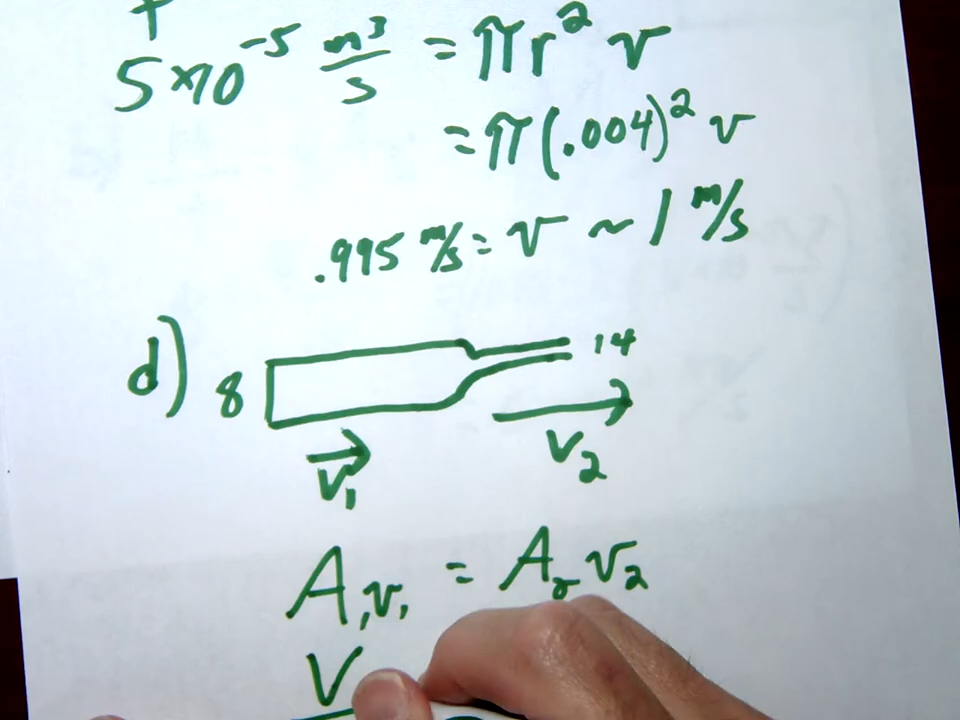 5×10⁻⁵ m³/s = πr² v
= π(.004)² v
.995 m/s = v ~ 1 m/s
d)
8
14
V₁
V₂
A₁v₁ = A₂v₂
V